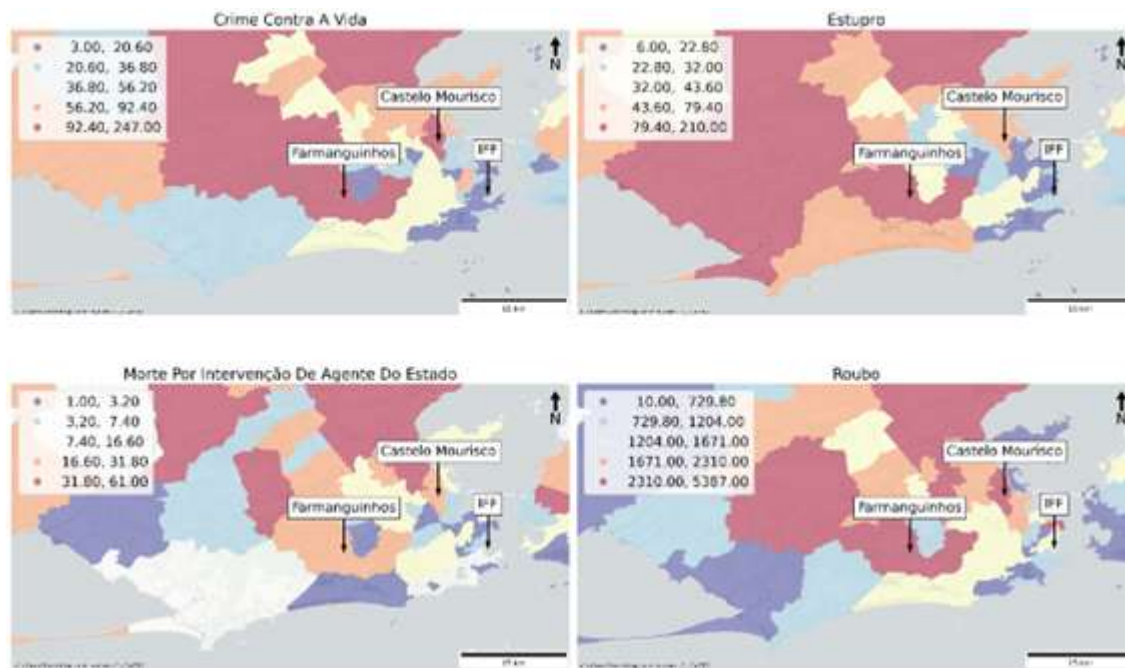 Crime Contra A Vida
3.00, 20.60
20.60, 36.80
36.80, 56.20
56.20, 92.40
92.40, 247.00
N
Castelo Mourisco
Farmanguinhos
IFF
Estupro
6.00, 22.80
22.80, 32.00
32.00, 43.60
43.60, 79.40
79.40, 210.00
N
Castelo Mourisco
Farmanguinhos
IFF
Morte Por Intervenção De Agente Do Estado
1.00, 3.20
3.20, 7.40
7.40, 16.60
16.60, 31.80
31.80, 61.00
N
Castelo Mourisco
Farmanguinhos
IFF
Roubo
10.00, 729.80
729.80, 1204.00
1204.00, 1671.00
1671.00, 2310.00
2310.00, 5387.00
N
Castelo Mourisco
Farmanguinhos
IFF